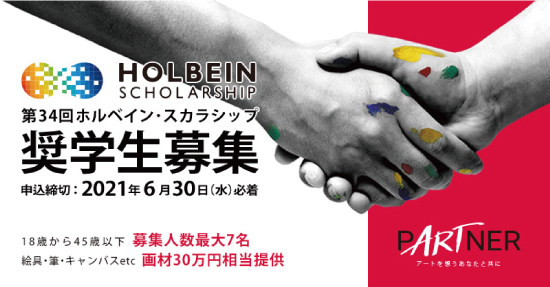 HOLBEIN
SCHOLARSHIP
第34回ホルベイン・スカラシップ
奨学生募集
申込締切：2021年6月30日(水)必着
18歳から45歳以下 募集人数最大7名
絵具・筆・キャンバスetc 画材30万円相当提供
PARTNER
アートを想うあなたと共に